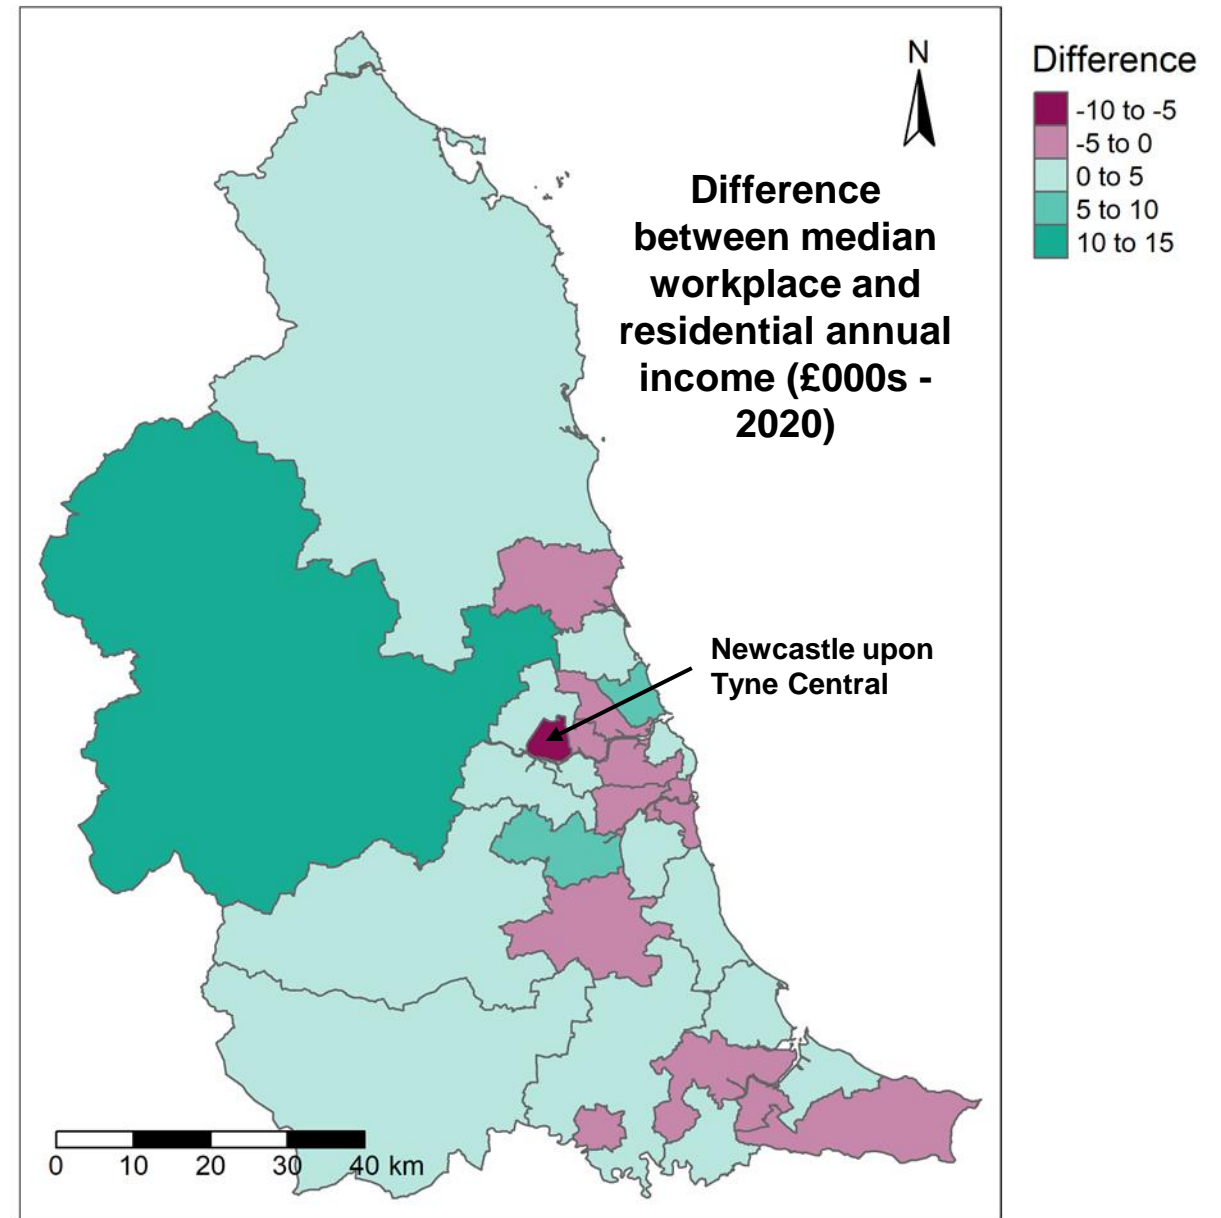 N
Difference
between median
workplace and
residential annual
income (£000s -
2020)
Difference
-10 to -5
-5 to 0
0 to 5
5 to 10
10 to 15
Newcastle upon
Tyne Central
0 10 20 30 40 km